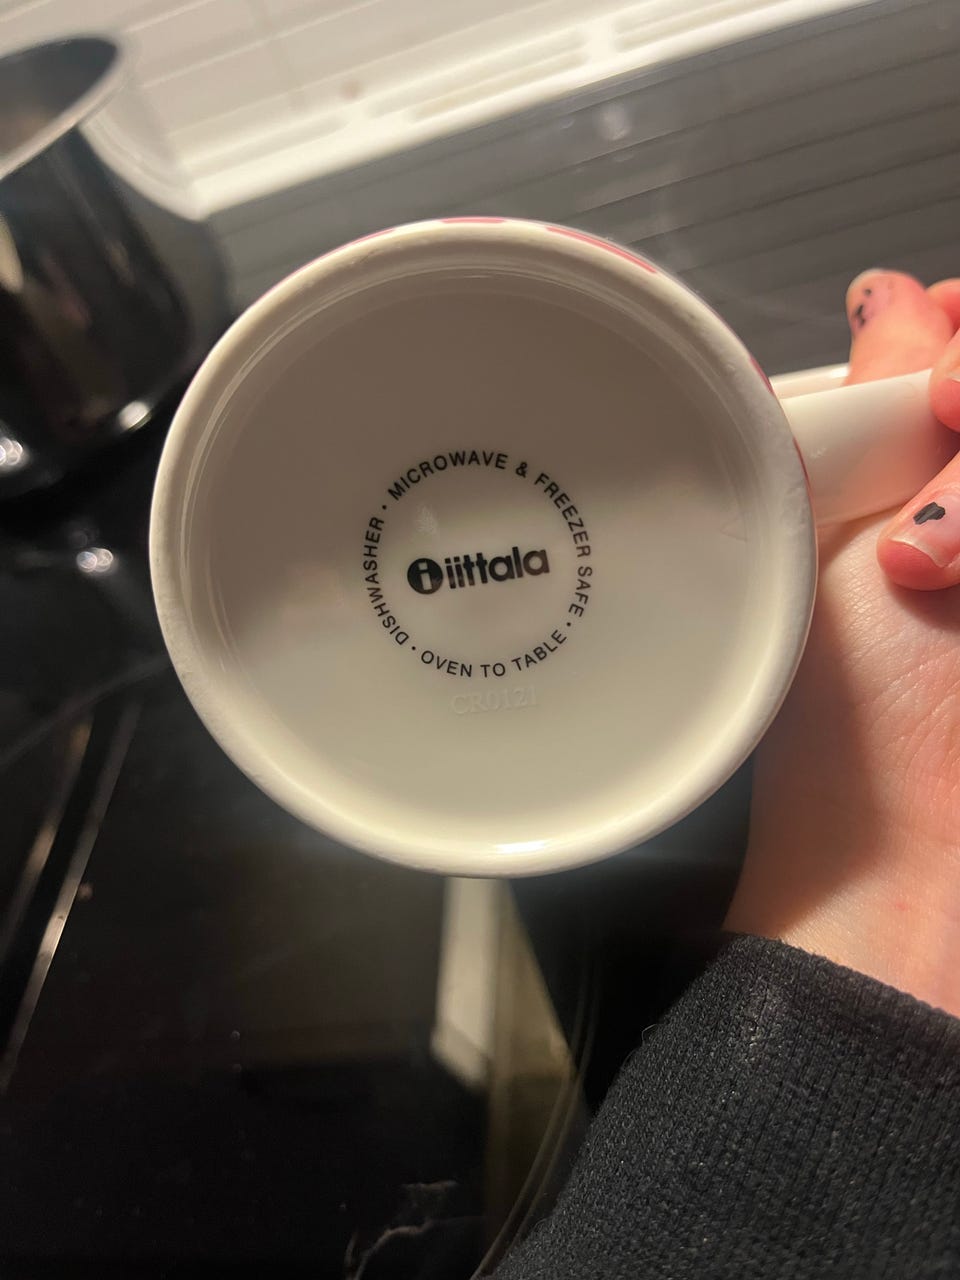 DISHWASHER • MICROWAVE & FREEZER SAFE • OVEN TO TABLE •
i iittala
CR0121